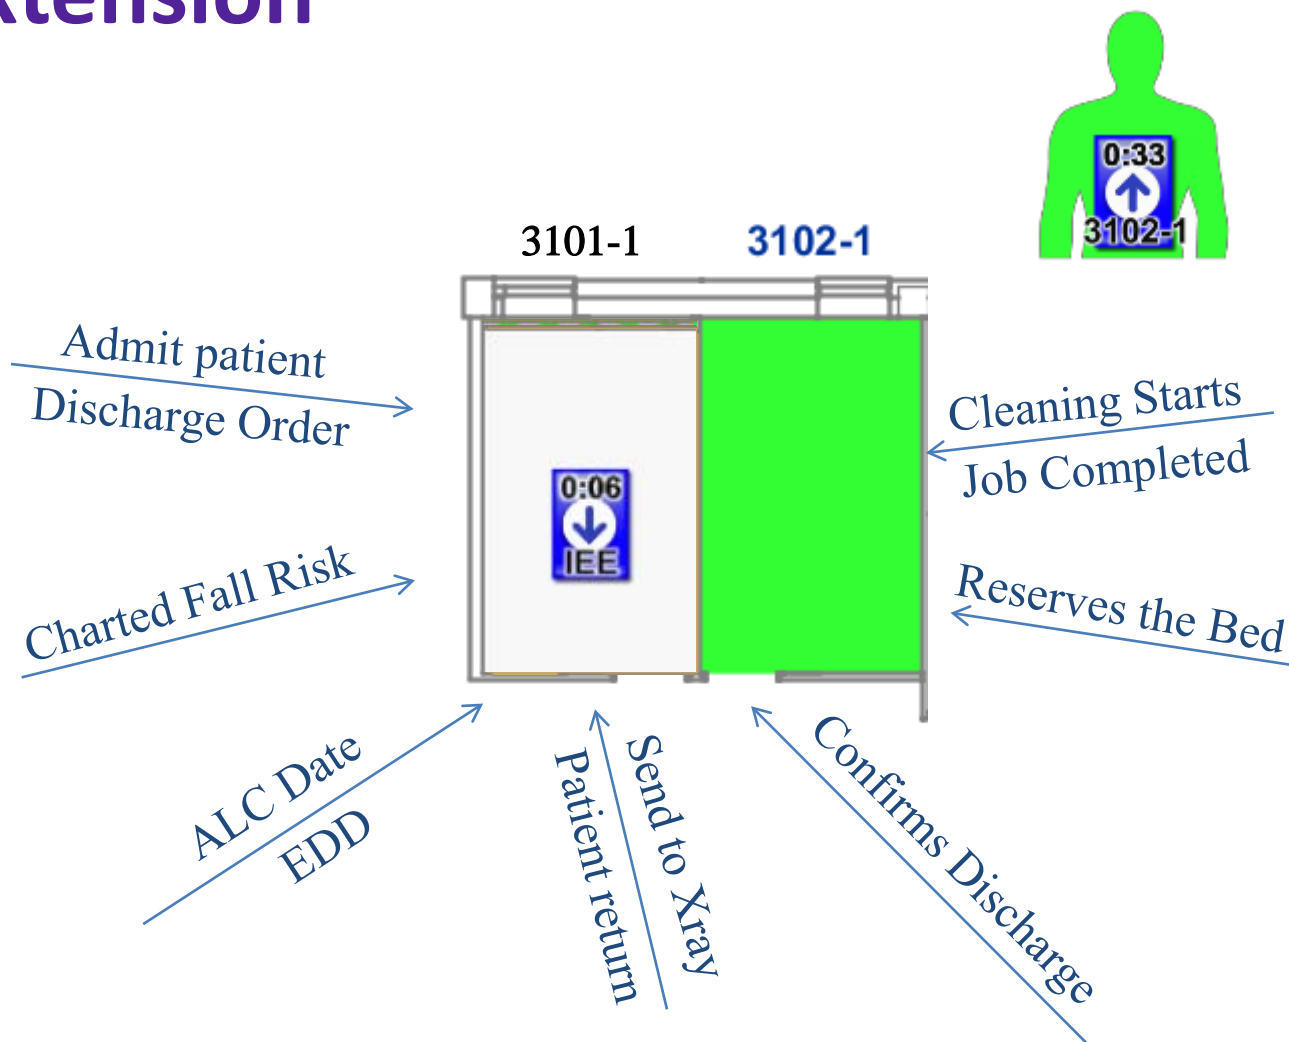 xtension
0:33
3102-1
3101-1
3102-1
Admit patient
Discharge Order
Cleaning Starts
Job Completed
0:06
IEE
Charted Fall Risk
Reserves the Bed
ALC Date
EDD
Send to Xray
Patient return
Confirms Discharge